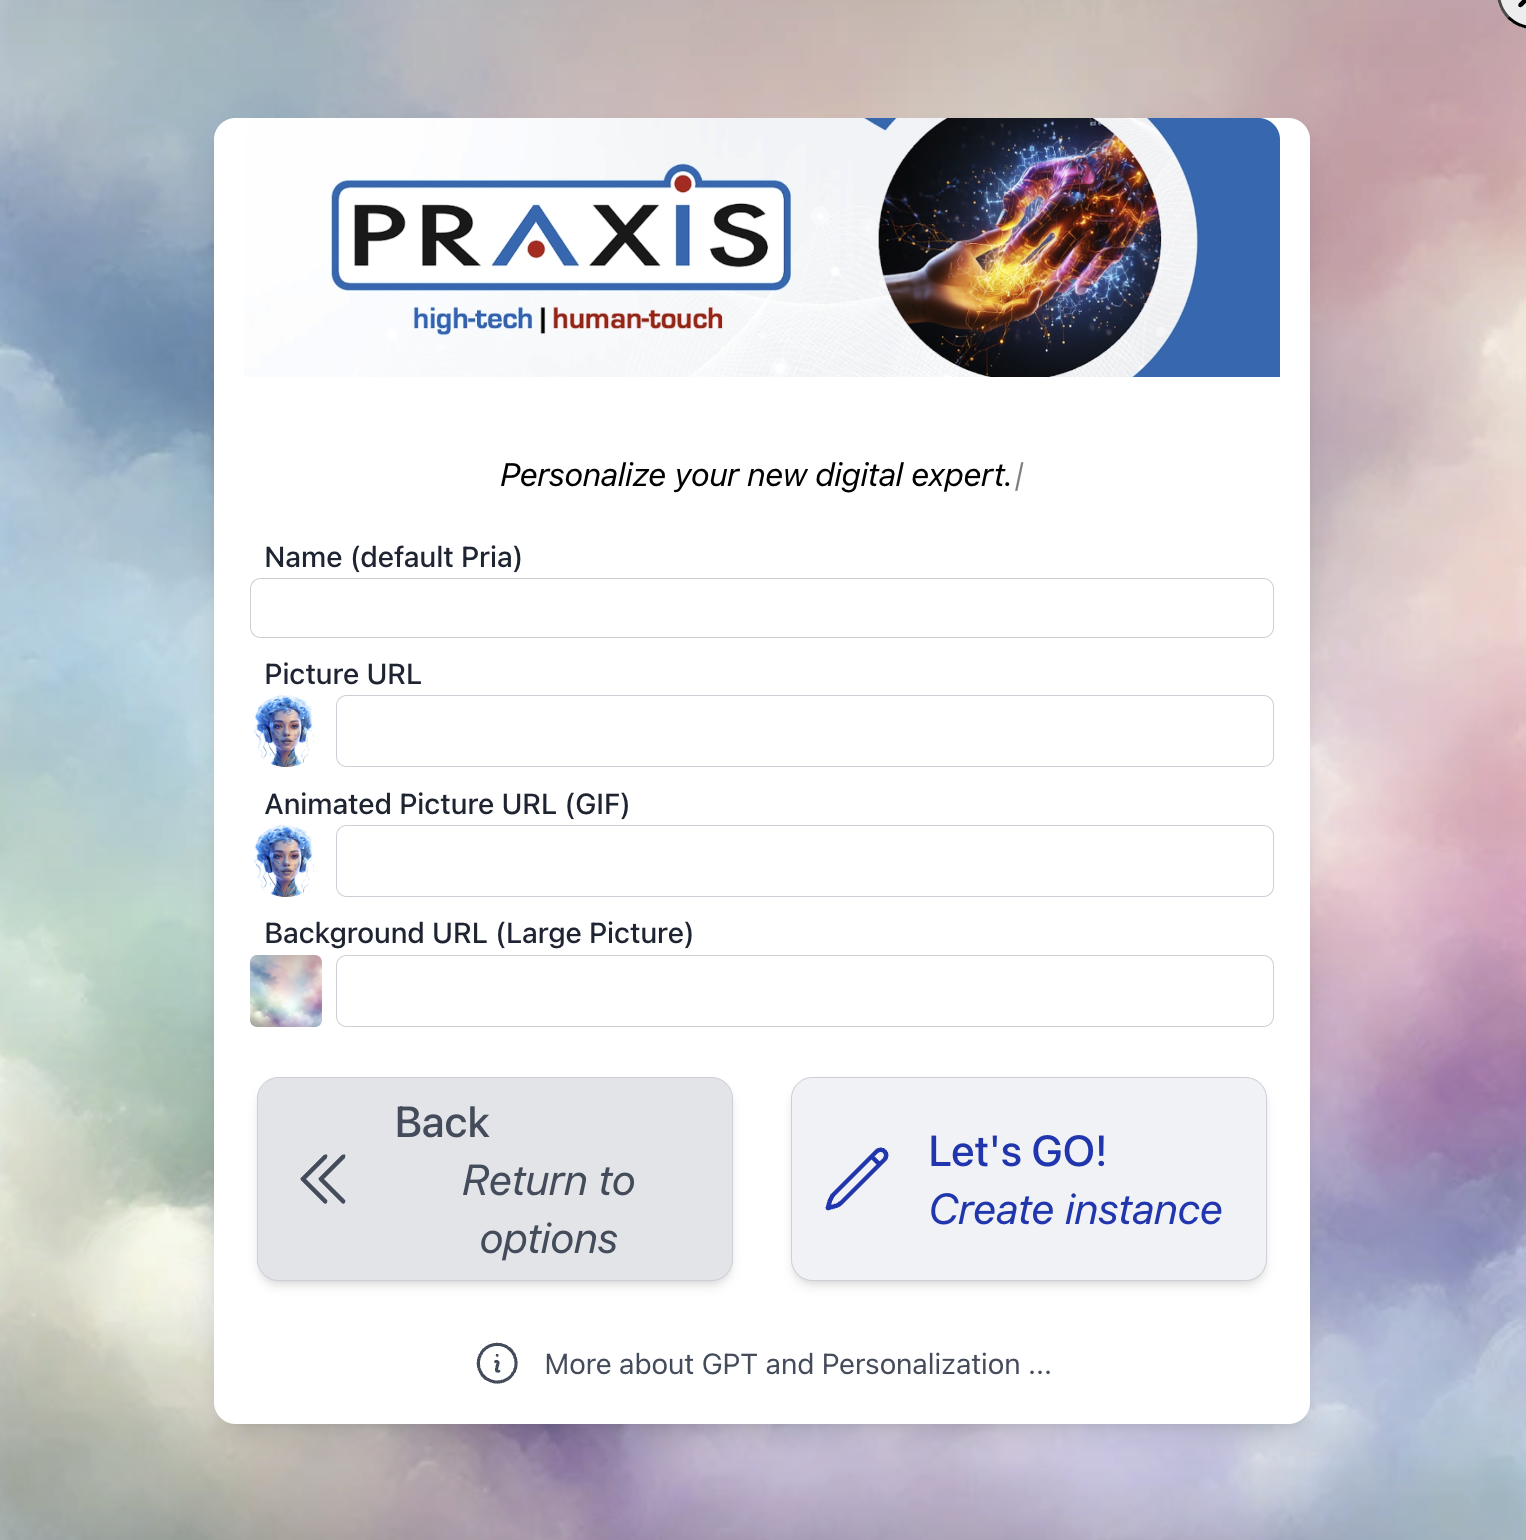 PRAXIS
high-tech | human-touch
Personalize your new digital expert.
Name (default Pria)
Picture URL
Animated Picture URL (GIF)
Background URL (Large Picture)
Back
Return to
options
Let's GO!
Create instance
More about GPT and Personalization ...